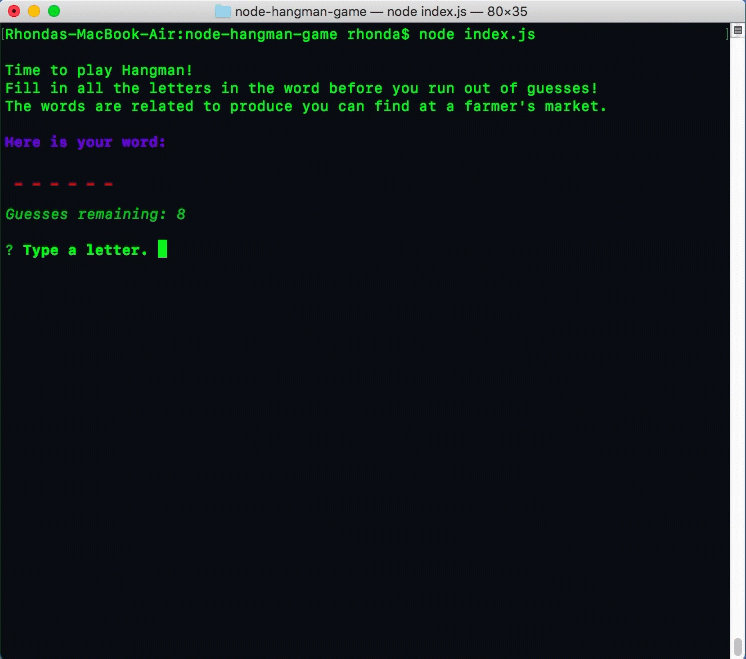 node-hangman-game — node index.js — 80×35
[Rhondas-MacBook-Air:node-hangman-game rhonda$ node index.js ]
Time to play Hangman!
Fill in all the letters in the word before you run out of guesses!
The words are related to produce you can find at a farmer's market.
Here is your word:
_ _ _ _ _ _
Guesses remaining: 8
? Type a letter.